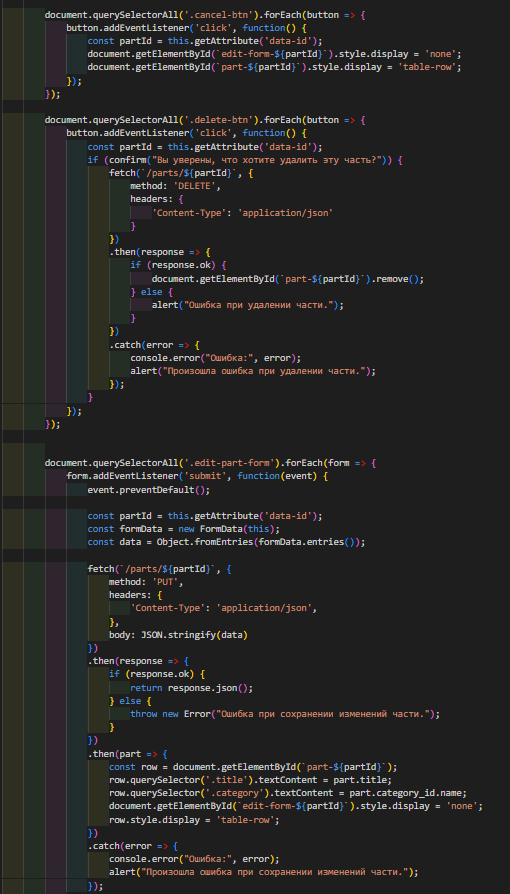 document.querySelectorAll('.cancel-btn').forEach(button => {
button.addEventListener('click', function() {
const partId = this.getAttribute('data-id');
document.getElementById(`edit-form-${partId}`).style.display = 'none';
document.getElementById(`part-${partId}`).style.display = 'table-row';
});
});
document.querySelectorAll('.delete-btn').forEach(button => {
button.addEventListener('click', function() {
const partId = this.getAttribute('data-id');
if (confirm("Вы уверены, что хотите удалить эту часть?")) {
fetch(`/parts/${partId}`, {
method: 'DELETE',
headers: {
'Content-Type': 'application/json'
}
})
.then(response => {
if (response.ok) {
document.getElementById(`part-${partId}`).remove();
} else {
alert("Ошибка при удалении части.");
}
})
.catch(error => {
console.error("Ошибка:", error);
alert("Произошла ошибка при удалении части.");
});
}
});
});
document.querySelectorAll('.edit-part-form').forEach(form => {
form.addEventListener('submit', function(event) {
event.preventDefault();
const partId = this.getAttribute('data-id');
const formData = new FormData(this);
const data = Object.fromEntries(formData.entries());
fetch(`/parts/${partId}`, {
method: 'PUT',
headers: {
'Content-Type': 'application/json',
},
body: JSON.stringify(data)
})
.then(response => {
if (response.ok) {
return response.json();
} else {
throw new Error("Ошибка при сохранении изменений части.");
}
})
.then(part => {
const row = document.getElementById(`part-${partId}`);
row.querySelector('.title').textContent = part.title;
row.querySelector('.category').textContent = part.category_id.name;
document.getElementById(`edit-form-${partId}`).style.display = 'none';
row.style.display = 'table-row';
})
.catch(error => {
console.error("Ошибка:", error);
alert("Произошла ошибка при сохранении изменений части.");
});